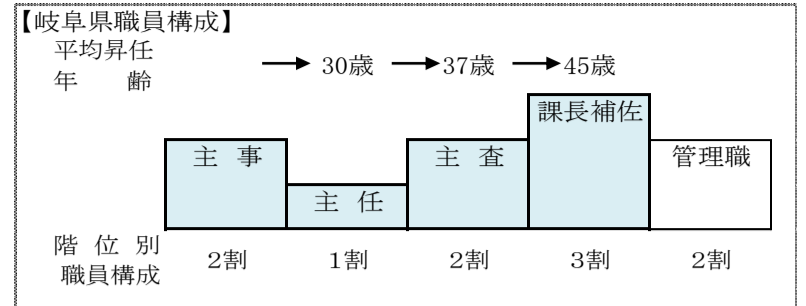 【岐阜県職員構成】
平均昇任
年　齢
30歳 37歳 45歳
課長補佐
主 事 主 査 管理職
主 任
階 位 別
職員構成
2割 1割 2割 3割 2割